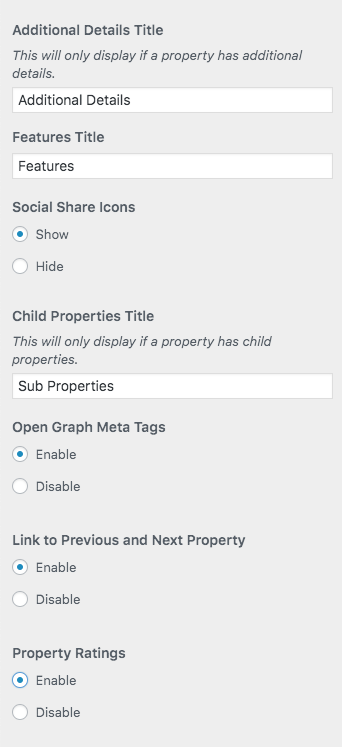 Additional Details Title
This will only display if a property has additional
details.
Additional Details
Features Title
Features
Social Share Icons
Show
Hide
Child Properties Title
This will only display if a property has child
properties.
Sub Properties
Open Graph Meta Tags
Enable
Disable
Link to Previous and Next Property
Enable
Disable
Property Ratings
Enable
Disable